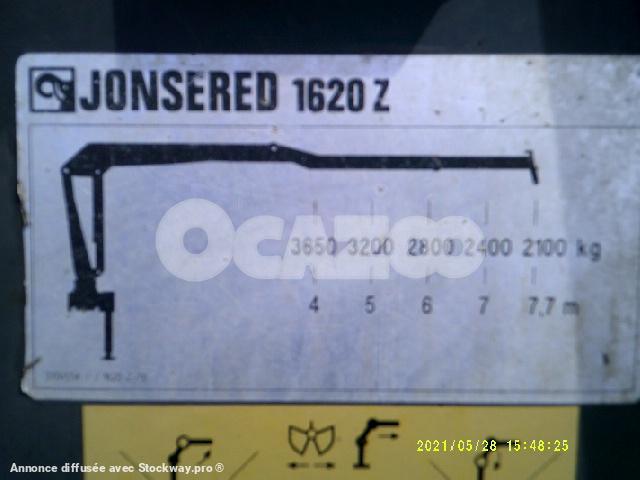 JONSERED 1620 Z
OCAZOO
3650 3200 2800 2400 2100 kg
4 5 6 7 7,7 m
2021/05/28 15:48:25
Annonce diffusée avec Stockway.pro®